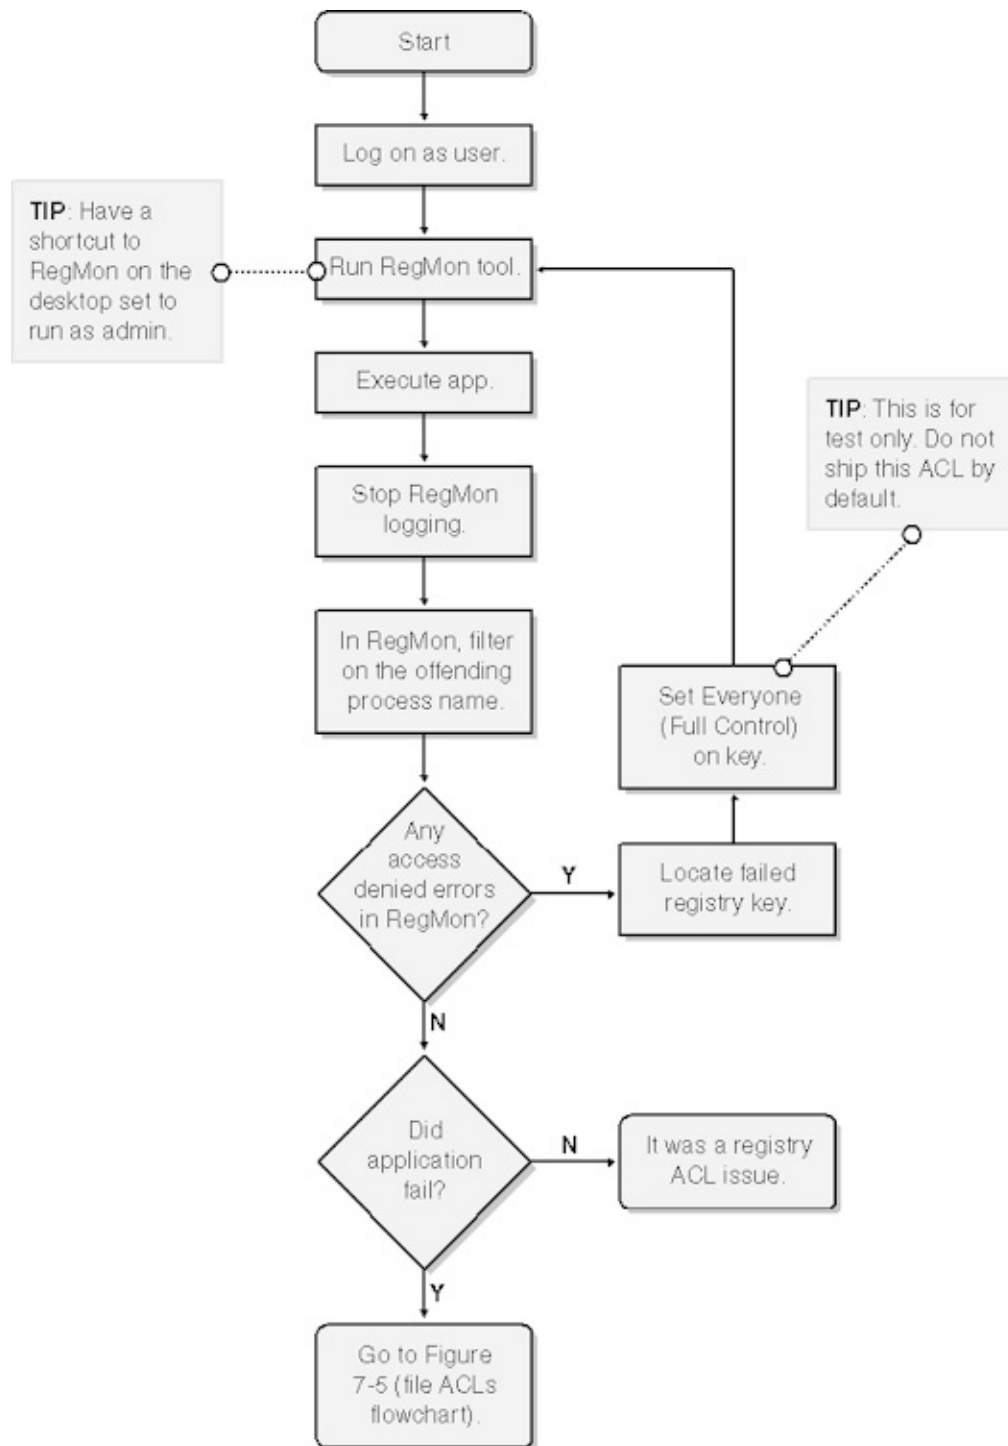 Start
Log on as user.
TIP: Have a
shortcut to
RegMon on the
desktop set to
run as admin.
Run RegMon tool.
Execute app.
TIP: This is for
test only. Do not
ship this ACL by
default.
Stop RegMon
logging.
In RegMon, filter
on the offending
process name.
Set Everyone
(Full Control)
on key.
Any
access
denied errors
in RegMon?
Y
Locate failed
registry key.
N
Did
application
fail?
N
It was a registry
ACL issue.
Y
Go to Figure
7-5 (file ACLs
flowchart).